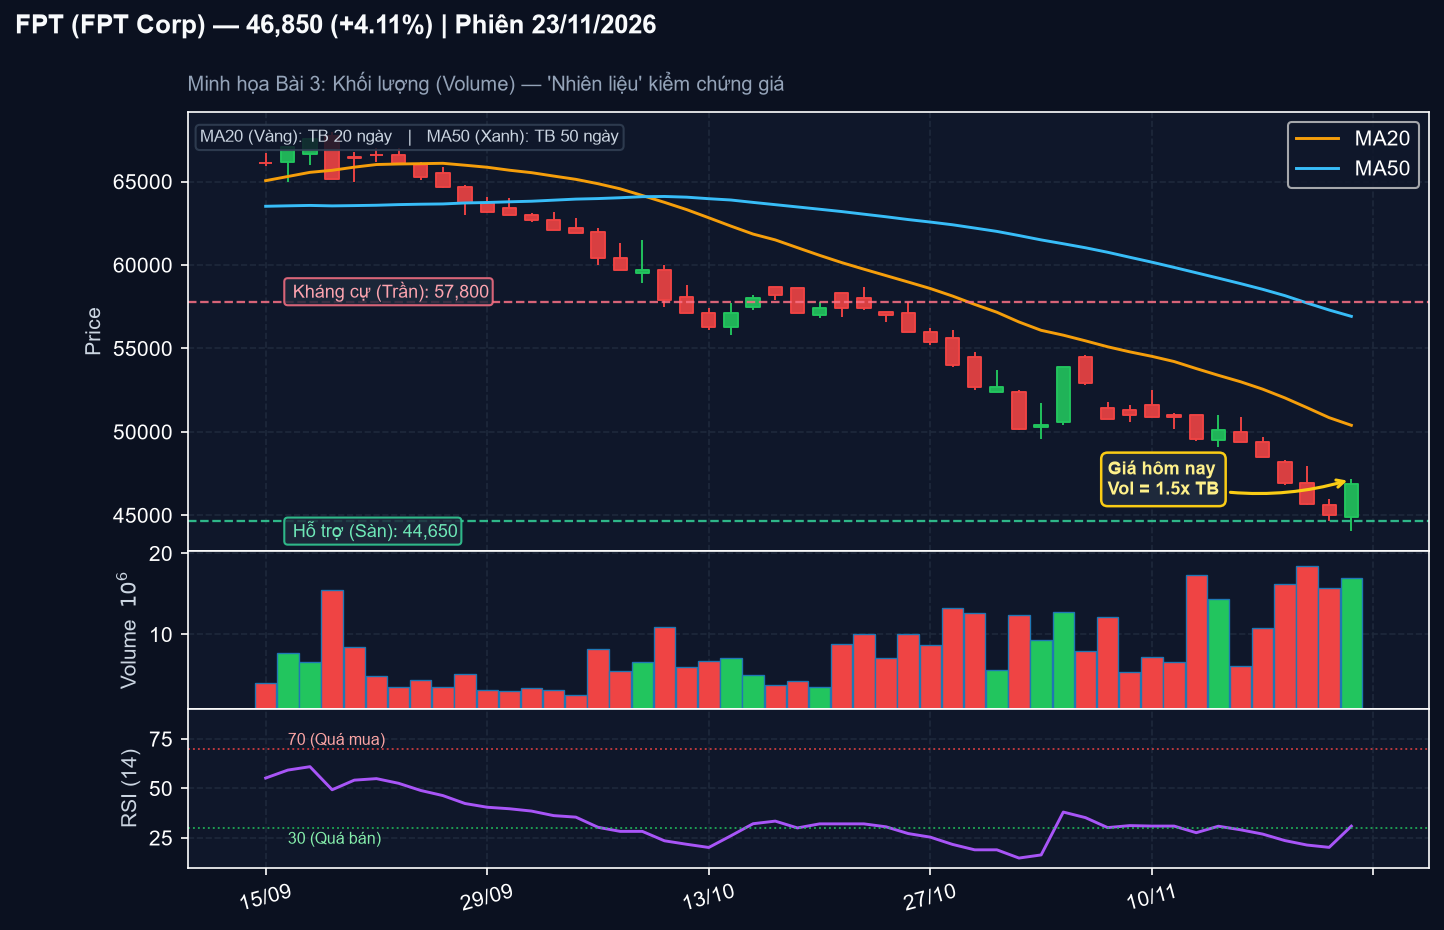 FPT (FPT Corp) — 46,850 (+4.11%) | Phiên 23/11/2026
Minh họa Bài 3: Khối lượng (Volume) — 'Nhiên liệu' kiểm chứng giá
MA20 (Vàng): TB 20 ngày | MA50 (Xanh): TB 50 ngày
MA20
MA50
65000
60000
Kháng cự (Trần): 57,800
Price
55000
50000
Giá hôm nay
Vol = 1.5x TB
45000
Hỗ trợ (Sàn): 44,650
20
Volume 10^6
10
75
70 (Quá mua)
RSI (14)
50
30 (Quá bán)
25
15/09
29/09
13/10
27/10
10/11